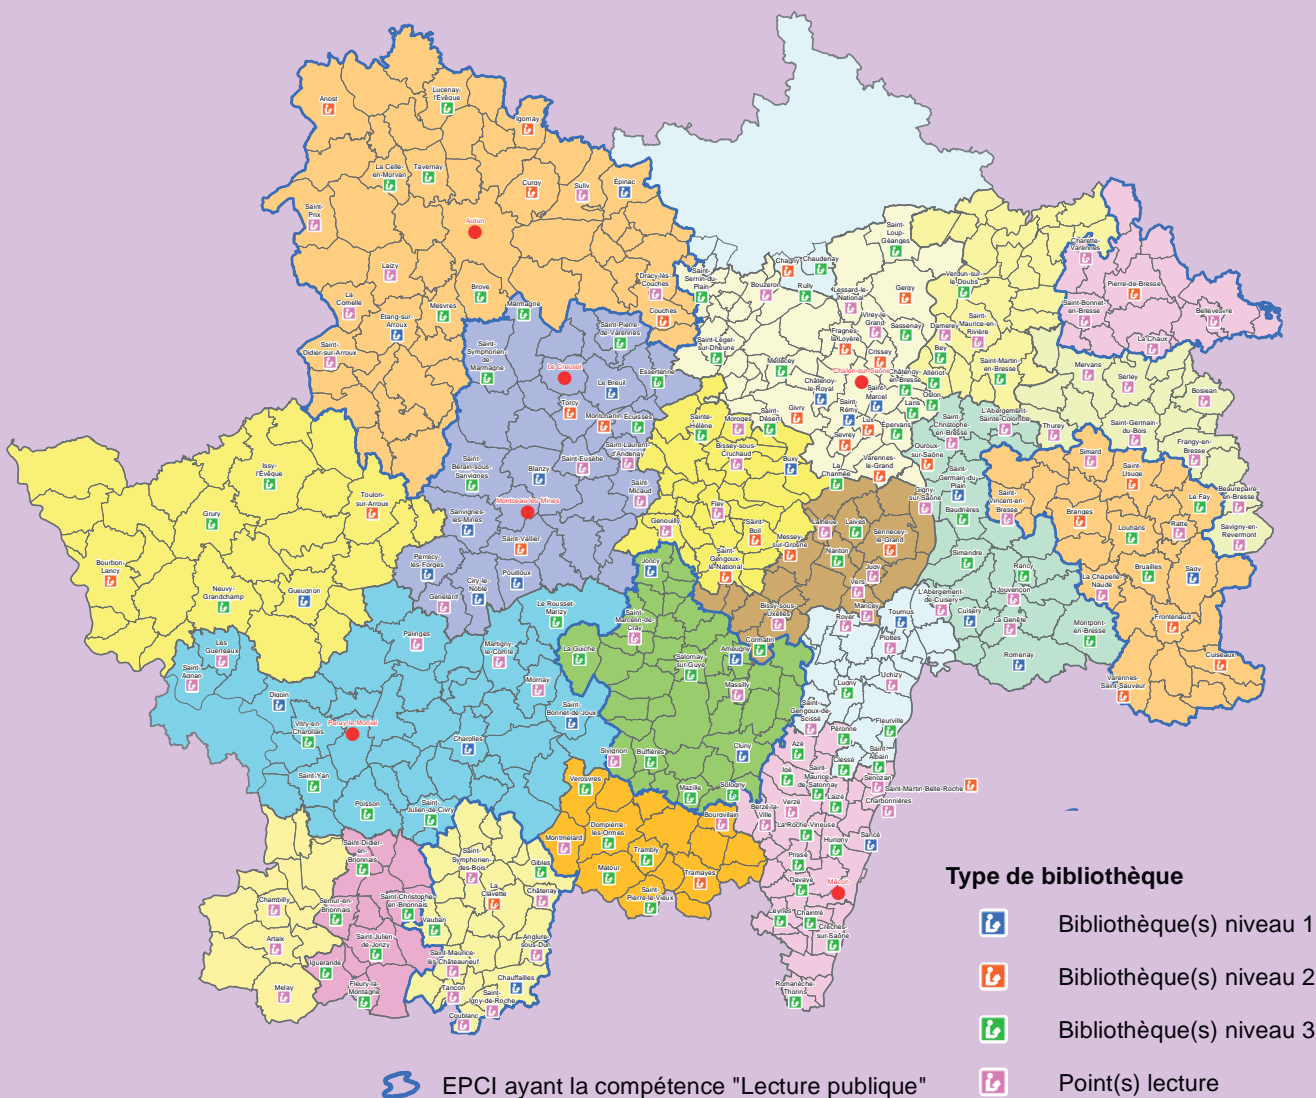 Anost
Lucenay-
l'Évêque
Igornay
La Celle-
en-Morvan
Tavernay
Curgy
Sully
Épinac
Saint-
Prix
Autun
Laizy
La
Comelle
Étang-sur-
Arroux
Mesvres
Broye
Marmagne
Dracy-lès-
Couches
Couches
Saint-
Didier-sur-Arroux
Saint-
Sernin-du-
Plain
Bouzeron
Chagny
Chaudenay
Rully
Saint-
Loup-
Géanges
Lessard-le-
National
Gergy
Verdun-sur-
le-Doubs
Charette-
Varennes
Pierre-de-Bresse
Saint-Bonnet-
en-Bresse
Bellevesvre
La Chaux
Saint-
Symphorien-
de-
Marmagne
Saint-Pierre-
de-Varennes
Le Creusot
Le Breuil
Essertenne
Torcy
Montchanin
Écuisses
Saint-Léger-
sur-Dheune
Mellecey
Fragnes-
la-Loyère
Virey-le-
Grand
Sassenay
Damerey
Saint-
Maurice-en-
Rivière
Crissey
Bey
Chalon-sur-Saône
Châtenoy-
le-Royal
Châtenoy-
en-Bresse
Allériot
Saint-Martin-
en-Bresse
Mervans
Serley
Bosjean
Saint-
Marcel
Saint-
Rémy
Lux
Lans
Oslon
Épervans
Givry
Sevrey
Varennes-
le-Grand
Ouroux-
sur-Saône
Saint-
Christophe-
en-Bresse
L'Abergement-
Sainte-Colombe
Thurey
Saint-Germain-
du-Bois
Frangy-en-
Bresse
Sainte-
Hélène
Moroges
Saint-
Désert
Bissey-sous-
Cruchaud
Buxy
La
Charmée
Saint-
Germain-du-
Plain
Simard
Saint-
Usuge
Beaurepaire-
en-Bresse
Savigny-en-
Revermont
Issy-
l'Évêque
Grury
Toulon-
sur-Arroux
Bourbon-
Lancy
Neuvy-
Grandchamp
Gueugnon
Saint-
Berain-sous-
Sanvignes
Blanzy
Saint-Eusèbe
Saint-Laurent-
d'Andenay
Saint-
Micaud
Montceau-les-Mines
Sanvignes-
les-Mines
Saint-Vallier
Perrecy-
les-Forges
Génelard
Ciry-le-
Noble
Pouilloux
Genouilly
Fley
Saint-
Boil
Saint-
Gengoux-
le-National
Messey-
sur-Grosne
Lalheue
Laives
Sennecey-
le-Grand
Nanton
Jugy
Vers
Mancey
Bissy-sous-
Uxelles
Gigny-
sur-Saône
Baudrières
Saint-
Vincent-en-
Bresse
Branges
Louhans
Le Fay
Ratte
Bruailles
Sagy
La Chapelle-
Naude
Simandre
Rancy
Jouvençon
L'Abergement-
de-Cuisery
Cuisery
La Genête
Montpont-
en-Bresse
Romenay
Frontenaud
Cuiseaux
Varennes-
Saint-Sauveur
Joncy
Saint-
Marcelin-de-
Cray
Le Rousset-
Marizy
La Guiche
Salornay-
sur-Guye
Ameugny
Cormatin
Massilly
Cluny
Buffières
Sivignon
Mazille
Sologny
Royer
Tournus
Plottes
Uchizy
Lugny
Saint-
Gengoux-de-
Scissé
Fleurville
Péronne
Palinges
Les
Guerreaux
Saint-
Agnan
Martigny-
le-Comte
Mornay
Saint-
Bonnet-de-Joux
Digoin
Vitry-en-
Charollais
Paray-le-Monial
Charolles
Saint-Yan
Poisson
Saint-
Julien-de-Civry
Azé
Igé
Clessé
Saint-
Albain
Senozan
Saint-Martin-Belle-Roche
Saint-
Maurice-
de-Satonnay
Laizé
Charbonnières
Verzé
Berzé-la-
Ville
La Roche-Vineuse
Hurigny
Sancé
Prissé
Davayé
Mâcon
Leynes
Chaintré
Crêches-
sur-Saône
Romanèche-
Thorins
Verosvres
Dompierre-
les-Ormes
Montmelard
Trambly
Matour
Bourgvilain
Tramayes
Saint-
Pierre-le-Vieux
Saint-Didier-
en-
Brionnais
Saint-
Symphorien-
des-Bois
La
Clayette
Gibles
Châtenay
Chambilly
Semur-en-
Brionnais
Saint-Christophe-
en-Brionnais
Vauban
Artaix
Saint-Julien-
de-Jonzy
Anglure-
sous-Dun
Melay
Iguerande
Fleury-la-
Montagne
Saint-Maurice-
lès-Châteauneuf
Tancon
Chauffailles
Saint-
Igny-de-Roche
Coublanc
Type de bibliothèque
Bibliothèque(s) niveau 1
Bibliothèque(s) niveau 2
Bibliothèque(s) niveau 3
Point(s) lecture
EPCI ayant la compétence "Lecture publique"